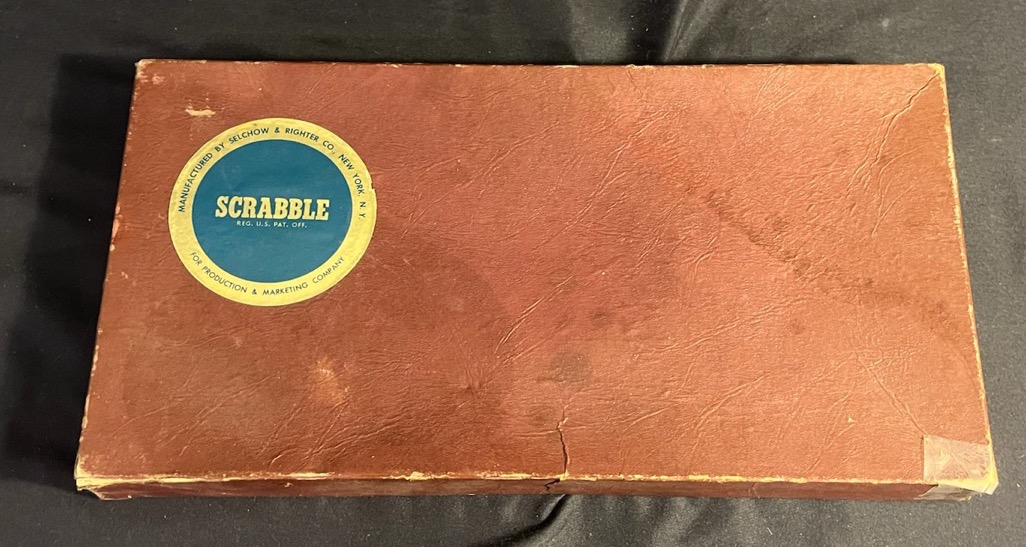 MANUFACTURED BY SELCHOW & RIGHTER CO., NEW YORK, N.Y.
SCRABBLE
REG. U.S. PAT. OFF.
FOR PRODUCTION & MARKETING COMPANY